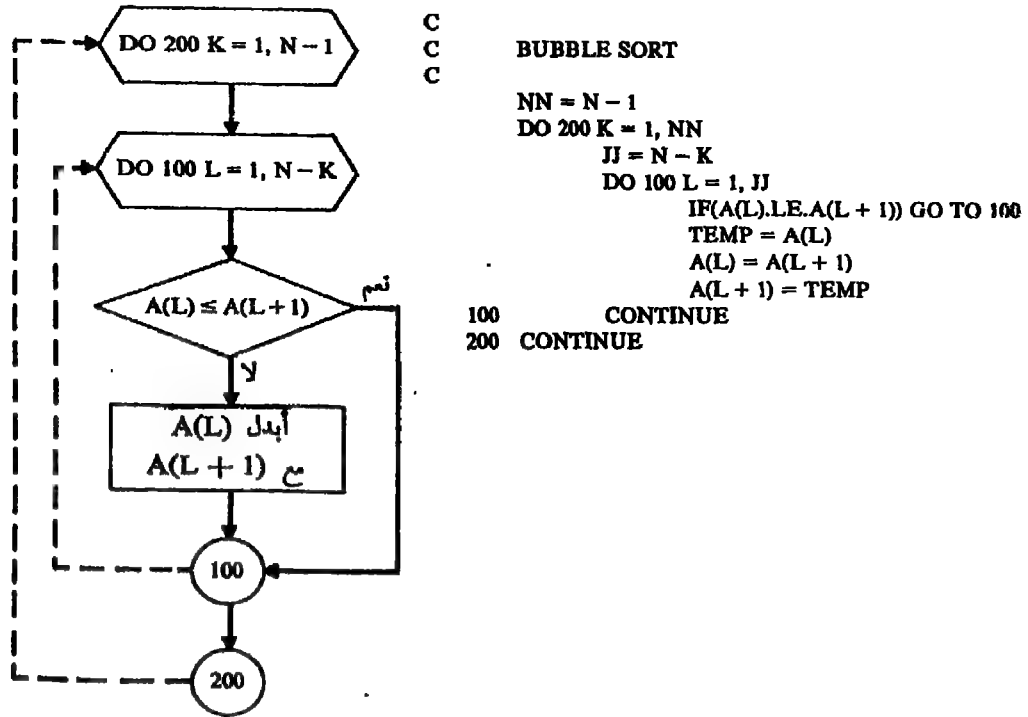 DO 200 K = 1, N − 1
DO 100 L = 1, N − K
A(L) ≤ A(L + 1)
نعم
لا
أبدل A(L)
مع A(L + 1)
100
200
C
C BUBBLE SORT
C
NN = N − 1
DO 200 K = 1, NN
JJ = N − K
DO 100 L = 1, JJ
IF(A(L).LE.A(L + 1)) GO TO 100
TEMP = A(L)
A(L) = A(L + 1)
A(L + 1) = TEMP
100 CONTINUE
200 CONTINUE